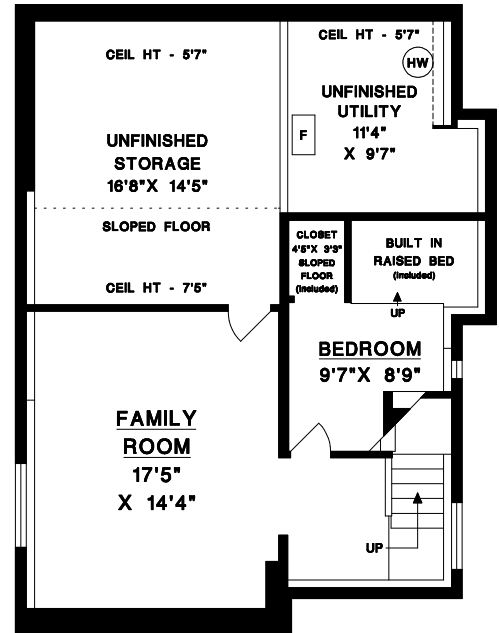 CEIL HT - 5'7"
CEIL HT - 5'7"
HW
UNFINISHED
UTILITY
11'4"
X 9'7"
F
UNFINISHED
STORAGE
16'8"X 14'5"
SLOPED FLOOR
CEIL HT - 7'5"
CLOSET
4'5"X 3'3"
SLOPED
FLOOR
(included)
BUILT IN
RAISED BED
(included)
UP
BEDROOM
9'7"X 8'9"
FAMILY
ROOM
17'5"
X 14'4"
UP